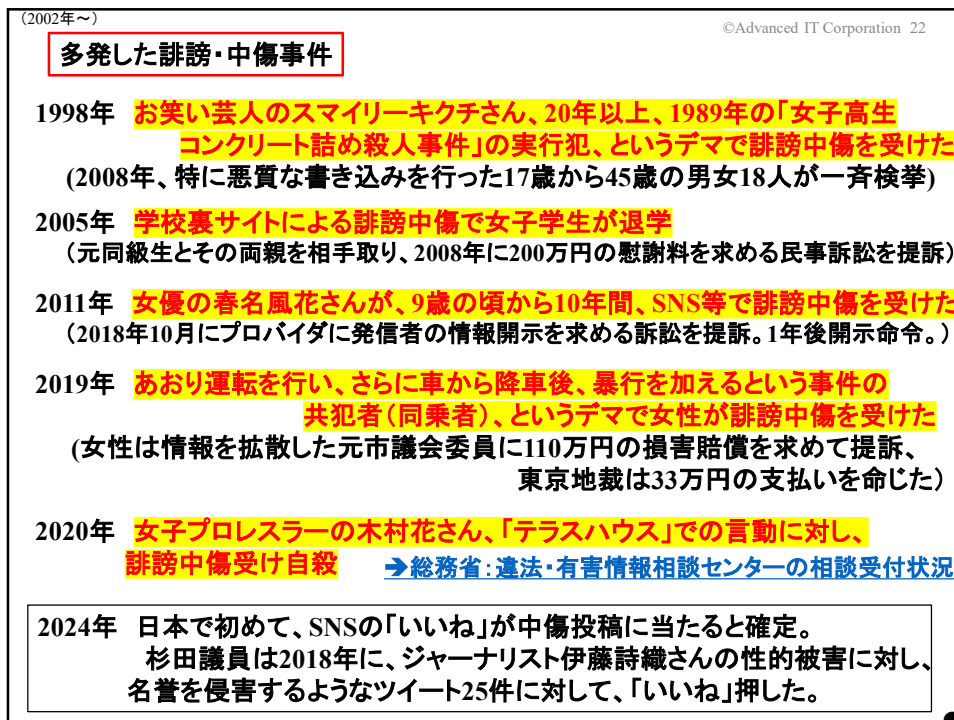 (2002年～)
©Advanced IT Corporation 22
多発した誹謗・中傷事件
1998年 お笑い芸人のスマイリーキクチさん、20年以上、1989年の「女子高生
コンクリート詰め殺人事件」の実行犯、というデマで誹謗中傷を受けた
(2008年、特に悪質な書き込みを行った17歳から45歳の男女18人が一斉検挙)
2005年 学校裏サイトによる誹謗中傷で女子学生が退学
（元同級生とその両親を相手取り、2008年に200万円の慰謝料を求める民事訴訟を提訴）
2011年 女優の春名風花さんが、9歳の頃から10年間、SNS等で誹謗中傷を受けた
（2018年10月にプロバイダに発信者の情報開示を求める訴訟を提訴。1年後開示命令。）
2019年 あおり運転を行い、さらに車から降車後、暴行を加えるという事件の
共犯者（同乗者）、というデマで女性が誹謗中傷を受けた
(女性は情報を拡散した元市議会委員に110万円の損害賠償を求めて提訴、
東京地裁は33万円の支払いを命じた）
2020年 女子プロレスラーの木村花さん、「テラスハウス」での言動に対し、
誹謗中傷受け自殺 ➔総務省：違法・有害情報相談センターの相談受付状況
2024年 日本で初めて、SNSの「いいね」が中傷投稿に当たると確定。
杉田議員は2018年に、ジャーナリスト伊藤詩織さんの性的被害に対し、
名誉を侵害するようなツイート25件に対して、「いいね」押した。